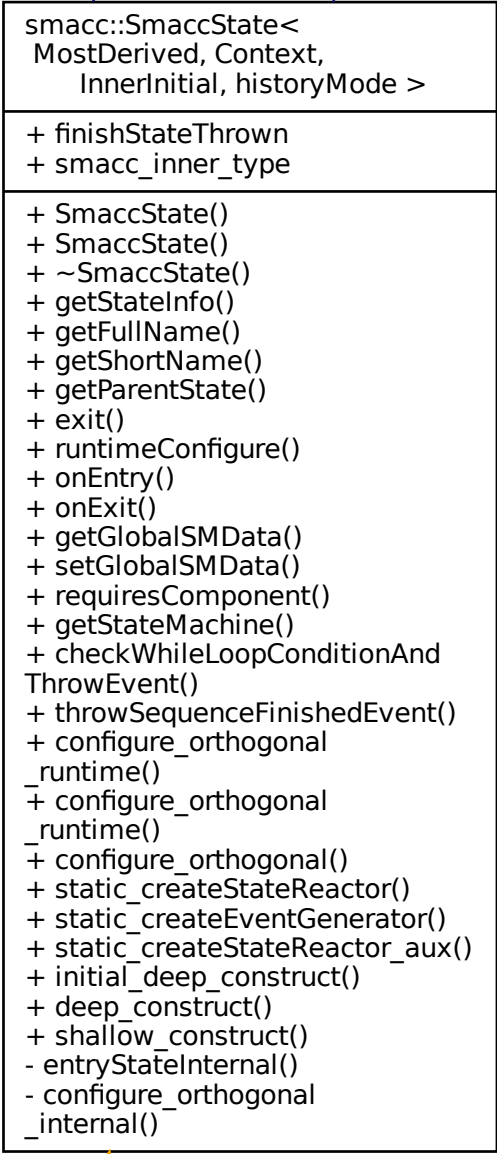 smacc::SmaccState<
MostDerived, Context,
InnerInitial, historyMode >
+ finishStateThrown
+ smacc_inner_type
+ SmaccState()
+ SmaccState()
+ ~SmaccState()
+ getStateInfo()
+ getFullName()
+ getShortName()
+ getParentState()
+ exit()
+ runtimeConfigure()
+ onEntry()
+ onExit()
+ getGlobalSMData()
+ setGlobalSMData()
+ requiresComponent()
+ getStateMachine()
+ checkWhileLoopConditionAnd
ThrowEvent()
+ throwSequenceFinishedEvent()
+ configure_orthogonal
_runtime()
+ configure_orthogonal
_runtime()
+ configure_orthogonal()
+ static_createStateReactor()
+ static_createEventGenerator()
+ static_createStateReactor_aux()
+ initial_deep_construct()
+ deep_construct()
+ shallow_construct()
- entryStateInternal()
- configure_orthogonal
_internal()